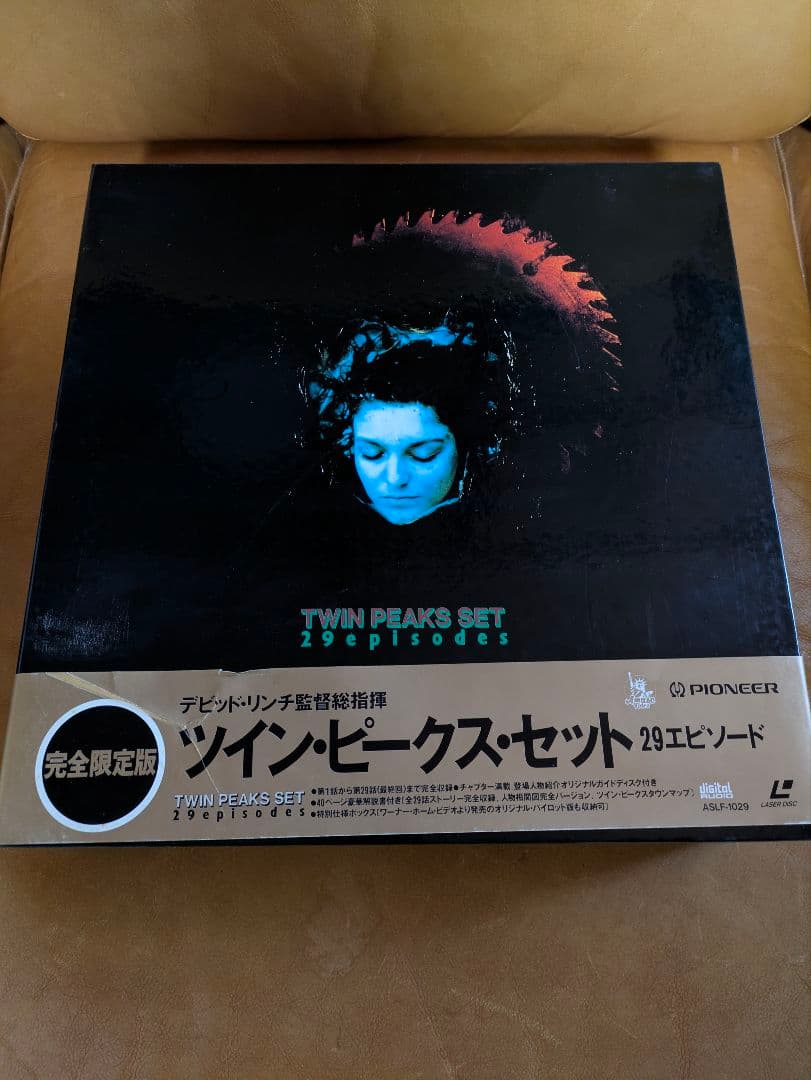 TWIN PEAKS SET
29episodes
デビッド・リンチ監督総指揮
PIONEER
完全限定版
ツイン・ピークス・セット 29エピソード
TWIN PEAKS SET
29episodes
●第1話から第29話(最終回)まで完全収録●チャプター満載 登場人物紹介オリジナルガイドディスク付き
●40ページ豪華解説書付き(全29話ストーリー完全収録、人物相関図完全バージョン、ツイン・ピークスタウンマップ)
●特別仕様ボックス(ワーナー・ホーム・ビデオより発売のオリジナル・パイロット版も収納可)
digital AUDIO
ASLF-1029
LASER DISC